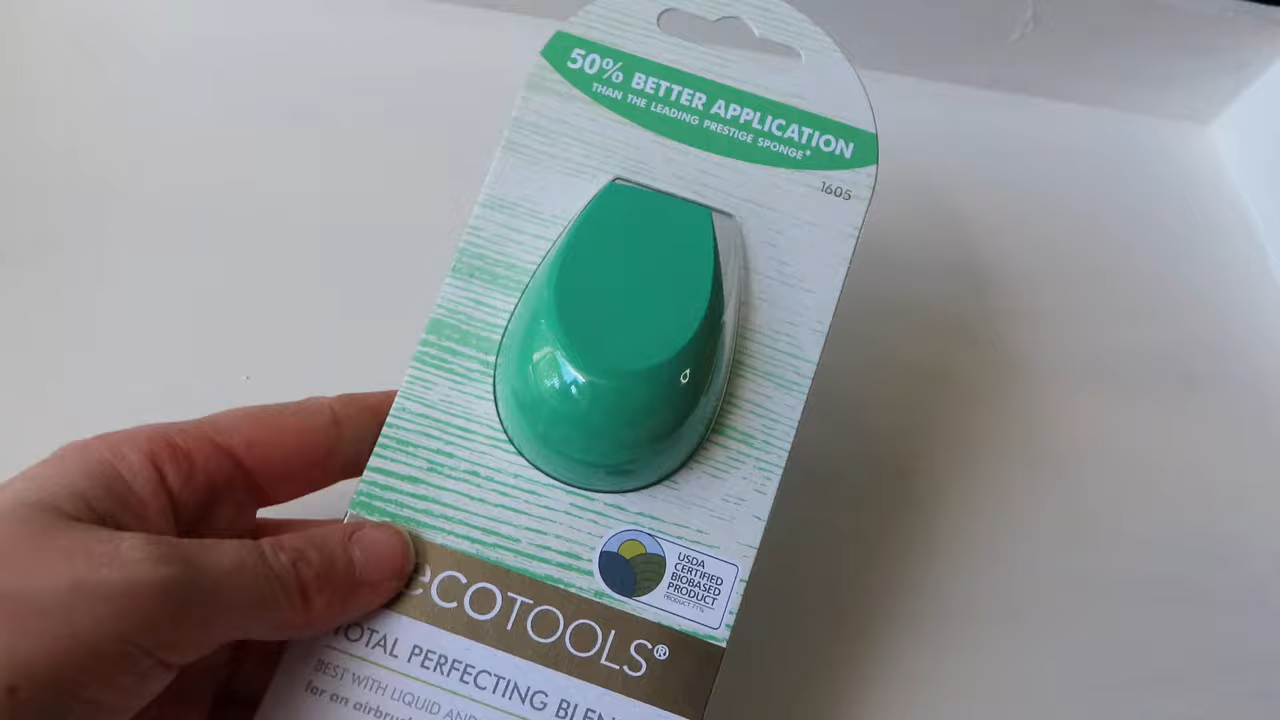 50% BETTER APPLICATION
THAN THE LEADING PRESTIGE SPONGE*
1605
USDA
CERTIFIED
BIOBASED
PRODUCT
PRODUCT 71%
ecoTOOLS®
TOTAL PERFECTING BLEN
BEST WITH LIQUID AND
for an airbrus